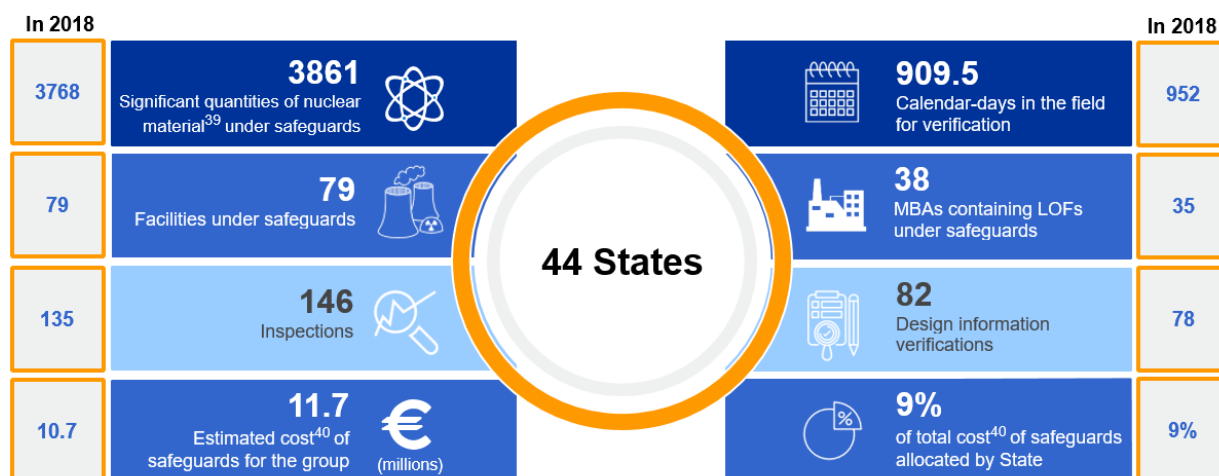 In 2018
In 2018
3768
3861
Significant quantities of nuclear
material39 under safeguards
909.5
Calendar-days in the field
for verification
952
79
79
Facilities under safeguards
38
MBAs containing LOFs
under safeguards
35
44 States
135
146
Inspections
82
Design information
verifications
78
10.7
11.7
Estimated cost40 of
safeguards for the group
€
(millions)
%
9%
of total cost40 of safeguards
allocated by State
9%